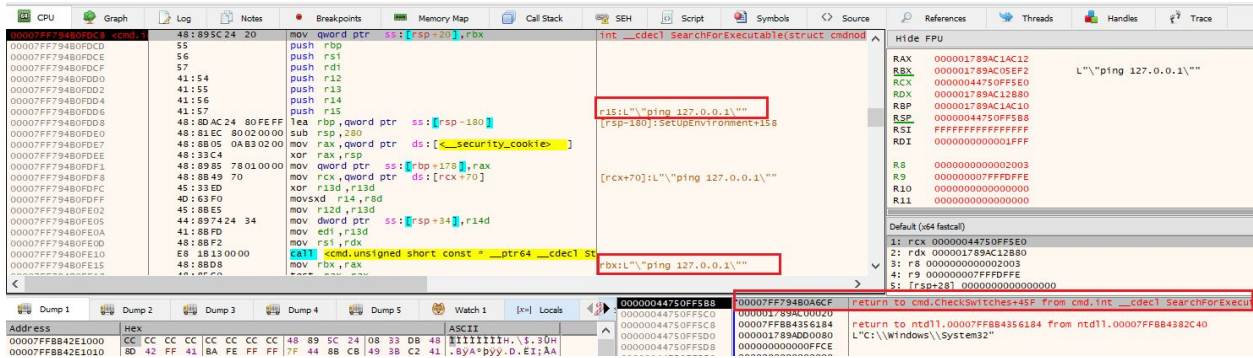 CPU Graph Log Notes Breakpoints Memory Map Call Stack SEH Script Symbols Source References Threads Handles Trace
00007FF794B0FDC8 <cmd.i 48:895C24 20 mov qword ptr ss:[rsp+20],rbx int __cdecl SearchForExecutable(struct cmdnod
00007FF794B0FDCD 55 push rbp
00007FF794B0FDCE 56 push rsi
00007FF794B0FDCF 57 push rdi
00007FF794B0FDD0 41:54 push r12
00007FF794B0FDD2 41:55 push r13
00007FF794B0FDD4 41:56 push r14
00007FF794B0FDD6 41:57 push r15 r15:L"\"ping 127.0.0.1\""
00007FF794B0FDD8 48:8DAC24 80FEFF lea rbp,qword ptr ss:[rsp-180] [rsp-180]:SetUpEnvironment+158
00007FF794B0FDE0 48:81EC 80020000 sub rsp,280
00007FF794B0FDE7 48:8B05 0AB30200 mov rax,qword ptr ds:[<__security_cookie>]
00007FF794B0FDEE 48:33C4 xor rax,rsp
00007FF794B0FDF1 48:8985 78010000 mov qword ptr ss:[rbp+178],rax
00007FF794B0FDF8 48:8B49 70 mov rcx,qword ptr ds:[rcx+70] [rcx+70]:L"\"ping 127.0.0.1\""
00007FF794B0FDFC 45:33ED xor r13d,r13d
00007FF794B0FDFF 4D:63F0 movsxd r14,r8d
00007FF794B0FE02 45:8BE5 mov r12d,r13d
00007FF794B0FE05 44:897424 34 mov dword ptr ss:[rsp+34],r14d
00007FF794B0FE0A 41:8BFD mov edi,r13d
00007FF794B0FE0D 48:8BF2 mov rsi,rdx
00007FF794B0FE10 E8 1B130000 call <cmd.unsigned short const * __ptr64 __cdecl St
00007FF794B0FE15 48:8BD8 mov rbx,rax rbx:L"\"ping 127.0.0.1\""
Hide FPU
RAX 000001789AC1AC12
RBX 000001789AC05EF2 L"\"ping 127.0.0.1\""
RCX 00000044750FF5E0
RDX 000001789AC12B80
RBP 000001789AC1AC10
RSP 00000044750FF5B8
RSI FFFFFFFFFFFFFFFF
RDI 0000000000001FFF
R8 0000000000002003
R9 000000007FFFDFFE
R10 0000000000000000
R11 0000000000000000
Default (x64 fastcall)
1: rcx 00000044750FF5E0
2: rdx 000001789AC12B80
3: r8 0000000000002003
4: r9 000000007FFFDFFE
5: [rsp+28] 0000000000000000
Dump 1 Dump 2 Dump 3 Dump 4 Dump 5 Watch 1 [x=] Locals
Address Hex ASCII
00007FFBB42E1000 CC CC CC CC CC CC CC CC 48 89 5C 24 08 33 DB 48 ÌÌÌÌÌÌÌÌH.\$.3ÛH
00007FFBB42E1010 8D 42 FF 41 BA FE FF FF 7F 44 8B CB 49 3B C2 41 .BÿAºþÿÿ.D.ËI;ÂA
00000044750FF5B8 00007FF794B0A6CF return to cmd.CheckSwitches+45F from cmd.int __cdecl SearchForExecut
00000044750FF5C0 000001789AC00020
00000044750FF5C8 00007FFBB4356184 return to ntdll.00007FFBB4356184 from ntdll.00007FFBB4382C40
00000044750FF5D0 000001789ADD0080 L"C:\\Windows\\System32"